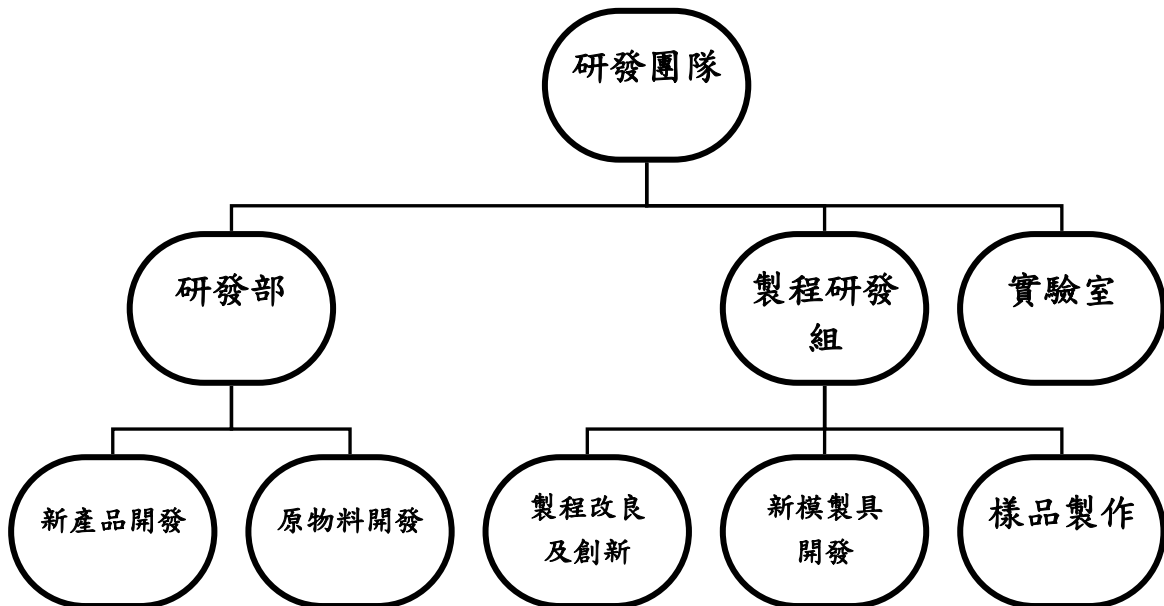 研發團隊
研發部
製程研發
組
實驗室
新產品開發
原物料開發
製程改良
及創新
新模製具
開發
樣品製作